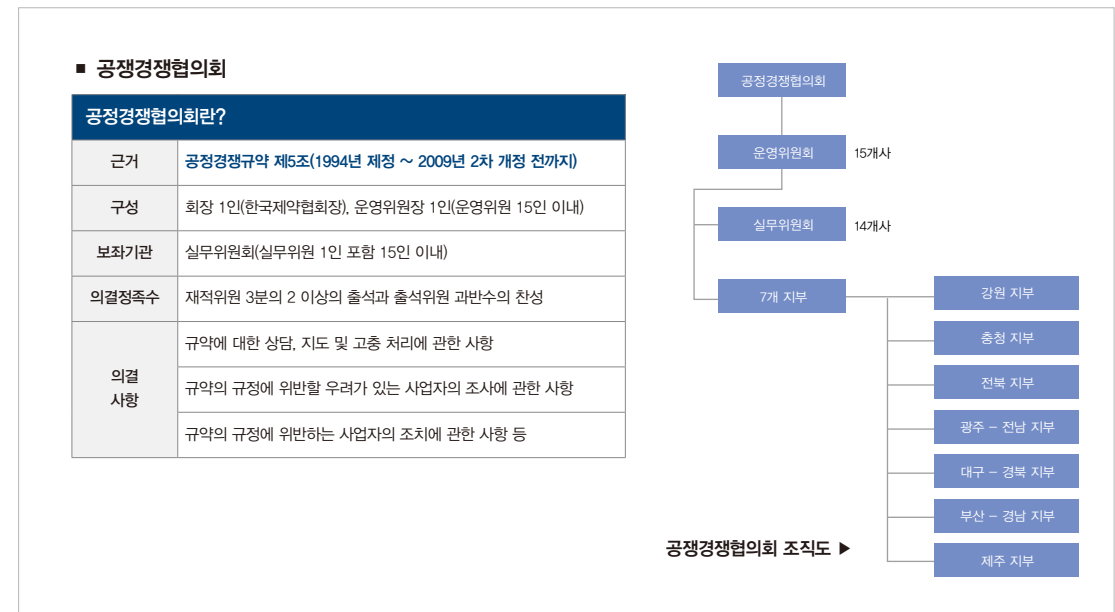 ■ 공쟁경쟁협의회
공정경쟁협의회란?
근거
공정경쟁규약 제5조(1994년 제정 ~ 2009년 2차 개정 전까지)
구성
회장 1인(한국제약협회장), 운영위원장 1인(운영위원 15인 이내)
보좌기관
실무위원회(실무위원 1인 포함 15인 이내)
의결정족수
재적위원 3분의 2 이상의 출석과 출석위원 과반수의 찬성
의결
사항
규약에 대한 상담, 지도 및 고충 처리에 관한 사항
규약의 규정에 위반할 우려가 있는 사업자의 조사에 관한 사항
규약의 규정에 위반하는 사업자의 조치에 관한 사항 등
공정경쟁협의회
운영위원회
15개사
실무위원회
14개사
7개 지부
강원 지부
충청 지부
전북 지부
광주 – 전남 지부
대구 – 경북 지부
부산 – 경남 지부
제주 지부
공쟁경쟁협의회 조직도 ▶